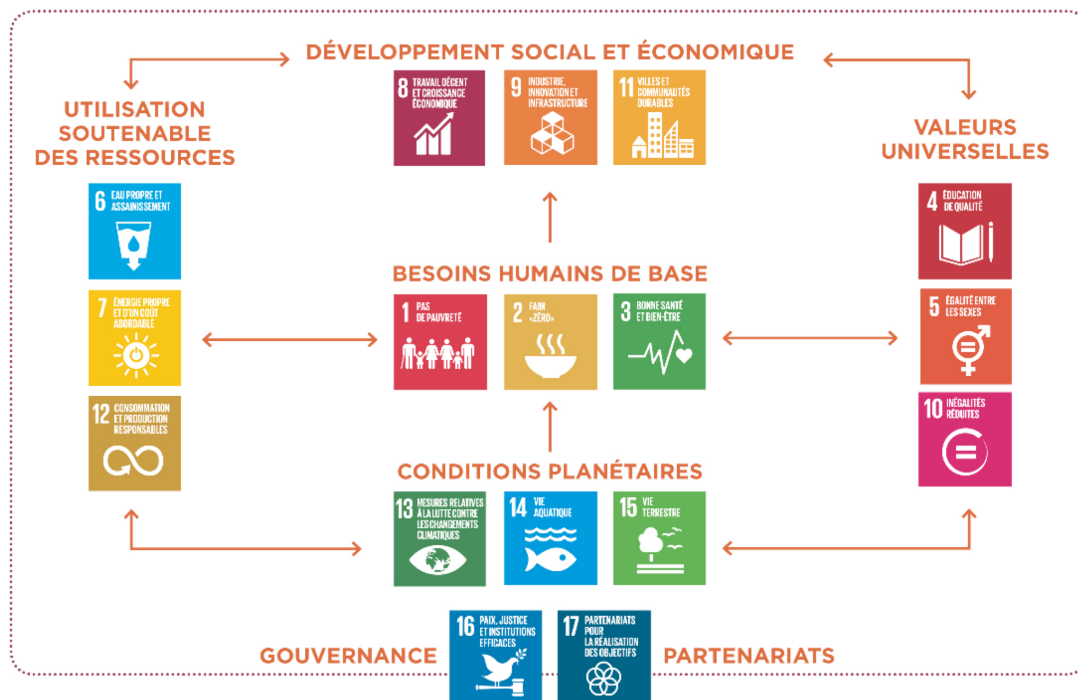 DÉVELOPPEMENT SOCIAL ET ÉCONOMIQUE
8 TRAVAIL DÉCENT
ET CROISSANCE
ÉCONOMIQUE
9 INDUSTRIE,
INNOVATION ET
INFRASTRUCTURE
11 VILLES ET
COMMUNAUTÉS
DURABLES
UTILISATION
SOUTENABLE
DES RESSOURCES
6 EAU PROPRE ET
ASSAINISSEMENT
7 ÉNERGIE PROPRE
ET D'UN COÛT
ABORDABLE
12 CONSOMMATION
ET PRODUCTION
RESPONSABLES
VALEURS
UNIVERSELLES
4 ÉDUCATION
DE QUALITÉ
5 ÉGALITÉ ENTRE
LES SEXES
10 INÉGALITÉS
RÉDUITES
BESOINS HUMAINS DE BASE
1 PAS
DE PAUVRETÉ
2 FAIM
«ZÉRO»
3 BONNE SANTÉ
ET BIEN-ÊTRE
CONDITIONS PLANÉTAIRES
13 MESURES RELATIVES
À LA LUTTE CONTRE
LES CHANGEMENTS
CLIMATIQUES
14 VIE
AQUATIQUE
15 VIE
TERRESTRE
GOUVERNANCE
16 PAIX, JUSTICE
ET INSTITUTIONS
EFFICACES
17 PARTENARIATS
POUR
LA RÉALISATION
DES OBJECTIFS
PARTENARIATS